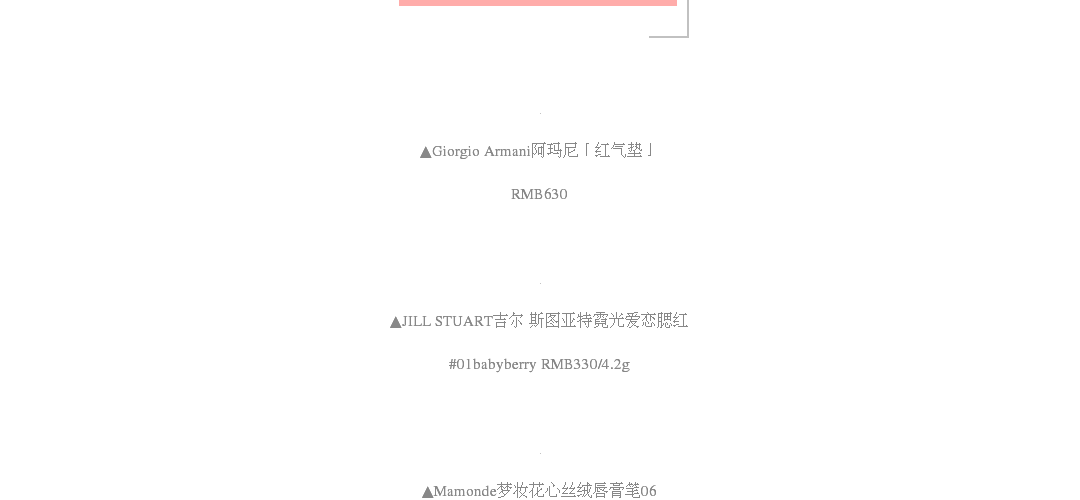 ▲Giorgio Armani阿玛尼「红气垫」
RMB630
▲JILL STUART吉尔 斯图亚特霓光爱恋腮红
#01babyberry RMB330/4.2g
▲Mamonde梦妆花心丝绒唇膏笔06